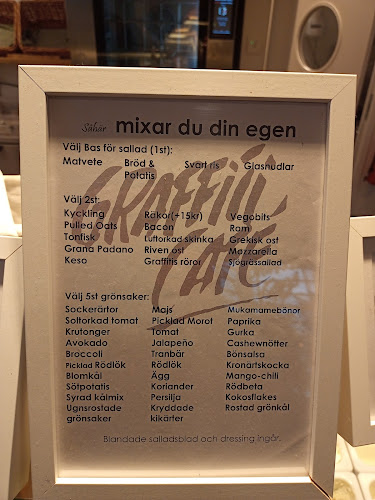 Såhär mixar du din egen
Välj Bas för sallad (1st):
Matvete Bröd & Svart ris Glasnudlar
Potatis
Välj 2st:
Kyckling Räkor(+15kr) Vegobits
Pulled Oats Bacon Ram
Tonfisk Lufttorkad skinka Grekisk ost
Grana Padano Riven ost Mozzarella
Keso Graffitis röror Sjögrässallad
GRAFFITI CAFÉ
Välj 5st grönsaker:
Sockerärtor Majs Mukamamebönor
Soltorkad tomat Picklad Morot Paprika
Krutonger Tomat Gurka
Avokado Jalapeño Cashewnötter
Broccoli Tranbär Bönsalsa
Picklad Rödlök Rödlök Kronärtskocka
Blomkål Ägg Mango-chili
Sötpotatis Koriander Rödbeta
Syrad kålmix Persilja Kokosflakes
Ugnsrostade Kryddade Rostad grönkål
grönsaker kikärter
Blandade salladsblad och dressing ingår.